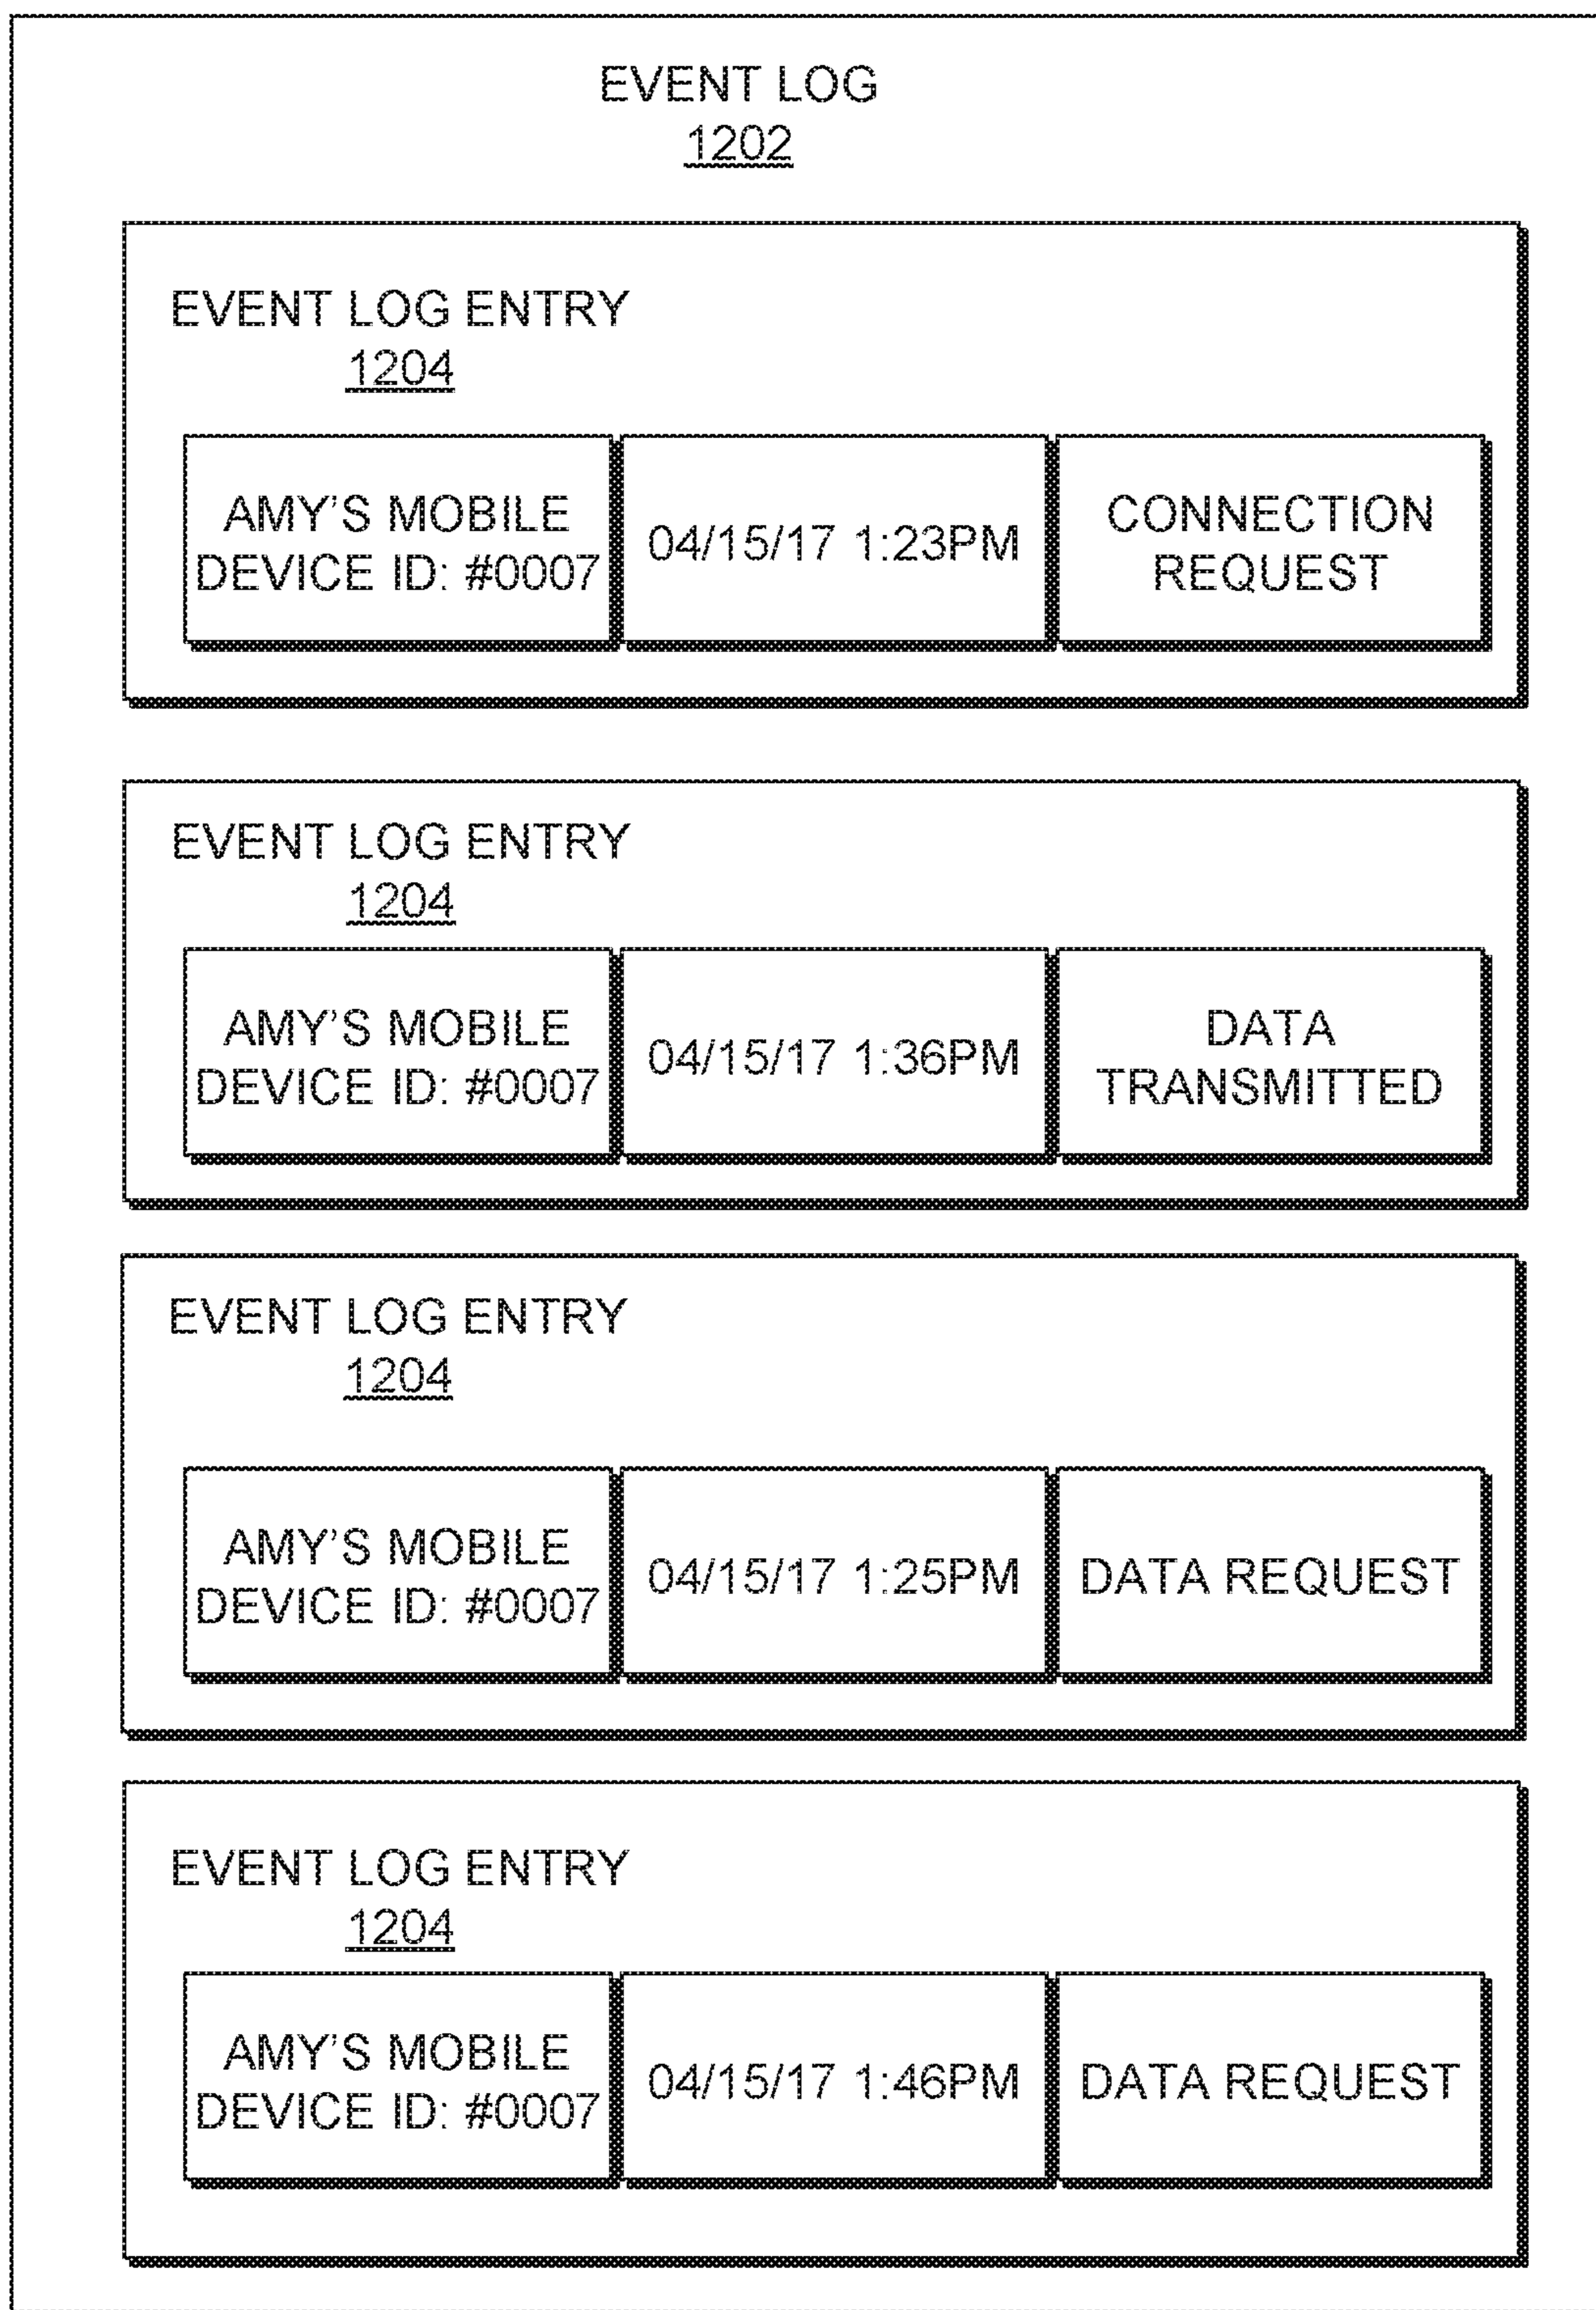 EVENT LOG
1202
EVENT LOG ENTRY
1204
AMY'S MOBILE
DEVICE ID: #0007
04/15/17 1:23PM
CONNECTION
REQUEST
EVENT LOG ENTRY
1204
AMY'S MOBILE
DEVICE ID: #0007
04/15/17 1:36PM
DATA
TRANSMITTED
EVENT LOG ENTRY
1204
AMY'S MOBILE
DEVICE ID: #0007
04/15/17 1:25PM
DATA REQUEST
EVENT LOG ENTRY
1204
AMY'S MOBILE
DEVICE ID: #0007
04/15/17 1:46PM
DATA REQUEST